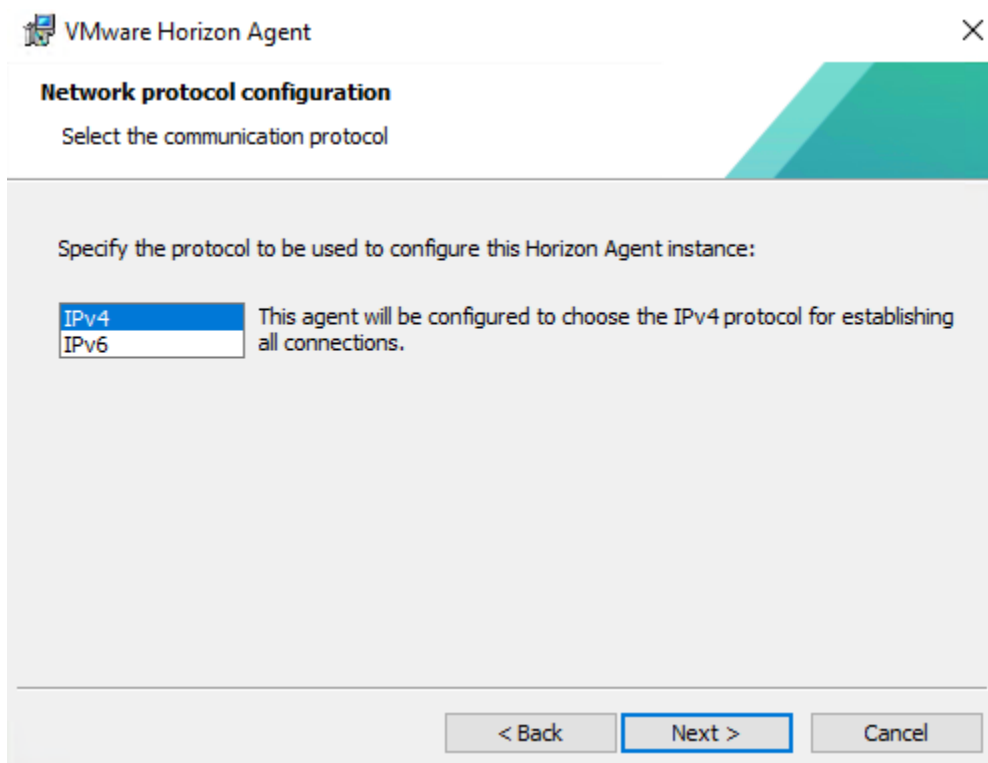 VMware Horizon Agent
Network protocol configuration
Select the communication protocol
Specify the protocol to be used to configure this Horizon Agent instance:
IPv4
IPv6
This agent will be configured to choose the IPv4 protocol for establishing
all connections.
< Back
Next >
Cancel